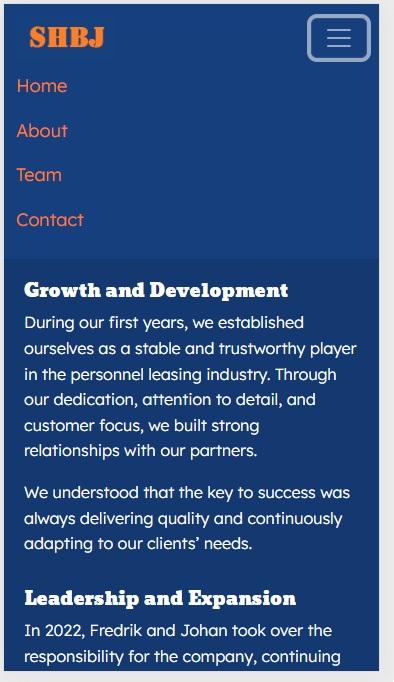 SHBJ
Home
About
Team
Contact
Growth and Development
During our first years, we established
ourselves as a stable and trustworthy player
in the personnel leasing industry. Through
our dedication, attention to detail, and
customer focus, we built strong
relationships with our partners.
We understood that the key to success was
always delivering quality and continuously
adapting to our clients’ needs.
Leadership and Expansion
In 2022, Fredrik and Johan took over the
responsibility for the company, continuing